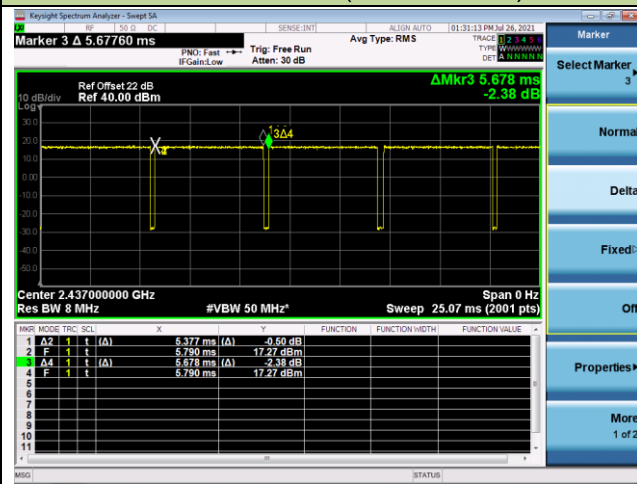 Keysight Spectrum Analyzer - Swept SA
RF 50 Ω DC SENSE:INT ALIGN AUTO 01:31:13 PM Jul 26, 2021
Marker 3 Δ 5.67760 ms
PNO: Fast
IFGain:Low
Trig: Free Run
Atten: 30 dB
Avg Type: RMS
TRACE 1 2 3 4 5 6
TYPE WWWWWW
DET A N N N N N
Marker
Select Marker
3
Normal
Delta
Fixed
Off
Properties
More
1 of 2
ΔMkr3 5.678 ms
-2.38 dB
Ref Offset 22 dB
10 dB/div Ref 40.00 dBm
Log
30.0
20.0
10.0
0.00
-10.0
-20.0
-30.0
-40.0
-50.0
3Δ4
Center 2.437000000 GHz Span 0 Hz
Res BW 8 MHz #VBW 50 MHz* Sweep 25.07 ms (2001 pts)
MKR MODE TRC SCL X Y FUNCTION FUNCTION WIDTH FUNCTION VALUE
1 Δ2 1 t (Δ) 5.377 ms (Δ) -0.50 dB
2 F 1 t 5.790 ms 17.27 dBm
3 Δ4 1 t (Δ) 5.678 ms (Δ) -2.38 dB
4 F 1 t 5.790 ms 17.27 dBm
5
6
7
8
9
10
11
MSG STATUS